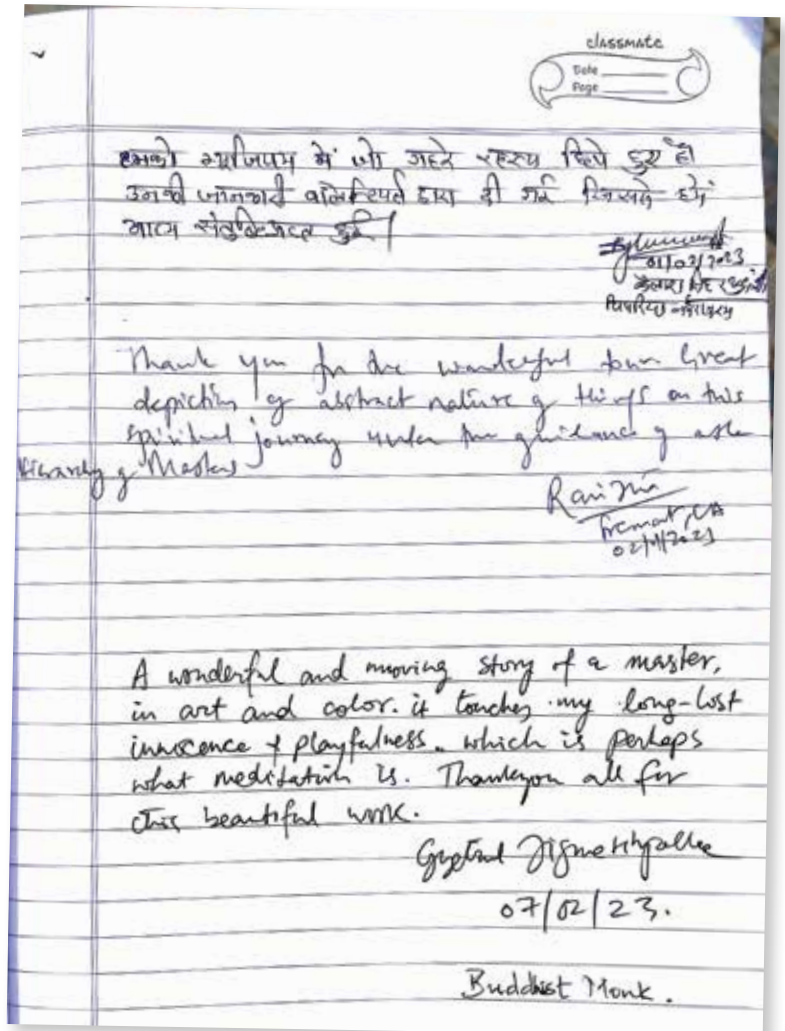 classmate
Date
Page
हमको म्यूजियम में जो गहरे रहस्य छिपे हुए है
उनकी जानकारी द्वारा दी गई जिससे हमें
आत्म संतुष्टि हुई |
01/02/2023
Thank you for the wonderful tour Great
depiction of abstract nature of things on this
spiritual journey under the guidance of
Hierarchy of Masters
Fremont, CA
A wonderful and moving story of a master,
in art and color. it touches my long-lost
innocence & playfulness. which is perhaps
what meditation is. Thankyou all for
this beautiful work.
07/02/23.
Buddhist Monk.